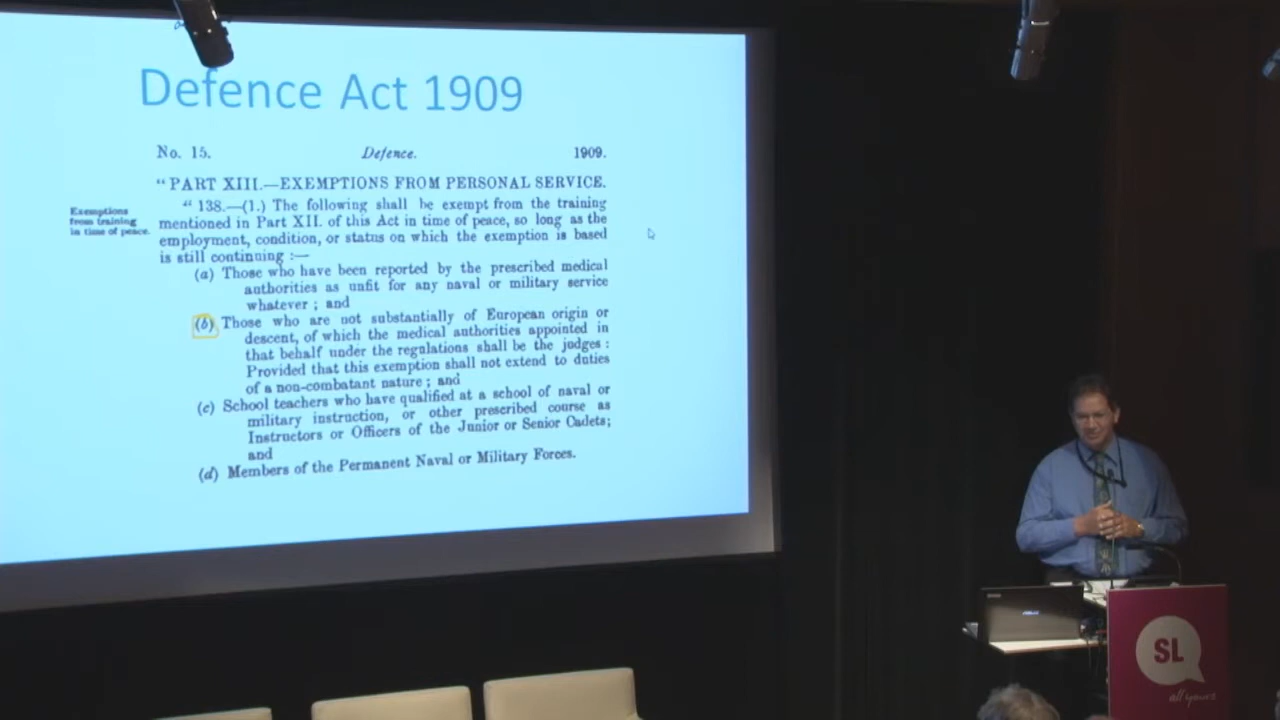 Defence Act 1909
No. 15. Defence. 1909.
"PART XIII.—EXEMPTIONS FROM PERSONAL SERVICE.
Exemptions
from training
in time of peace.
"138.—(1.) The following shall be exempt from the training
mentioned in Part XII. of this Act in time of peace, so long as the
employment, condition, or status on which the exemption is based
is still continuing :—
(a) Those who have been reported by the prescribed medical
authorities as unfit for any naval or military service
whatever ; and
(b) Those who are not substantially of European origin or
descent, of which the medical authorities appointed in
that behalf under the regulations shall be the judges :
Provided that this exemption shall not extend to duties
of a non-combatant nature ; and
(c) School teachers who have qualified at a school of naval or
military instruction, or other prescribed course as
Instructors or Officers of the Junior or Senior Cadets;
and
(d) Members of the Permanent Naval or Military Forces.
SL
all yours